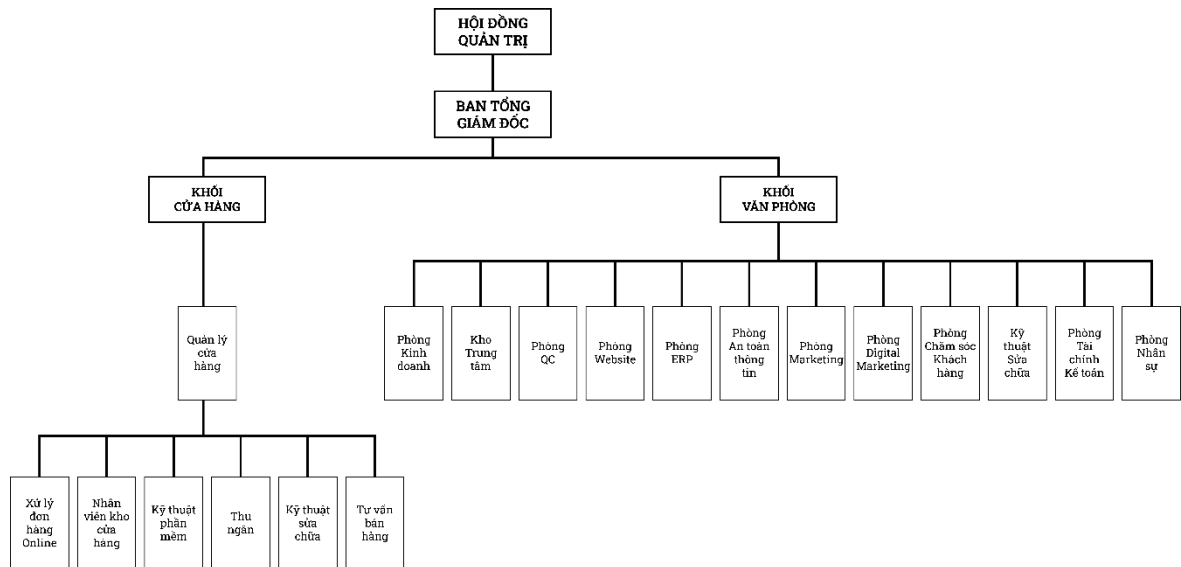 HỘI ĐỒNG
QUẢN TRỊ
BAN TỔNG
GIÁM ĐỐC
KHỐI
CỬA HÀNG
KHỐI
VĂN PHÒNG
Quản lý
cửa
hàng
Phòng
Kinh
doanh
Kho
Trung
tâm
Phòng
QC
Phòng
Website
Phòng
ERP
Phòng
An toàn
thông
tin
Phòng
Marketing
Phòng
Digital
Marketing
Phòng
Chăm sóc
Khách
hàng
Kỹ
thuật
Sửa
chữa
Phòng
Tài
chính
Kế toán
Phòng
Nhân
sự
Xử lý
đơn
hàng
Online
Nhân
viên kho
cửa
hàng
Kỹ thuật
phần
mềm
Thu
ngân
Kỹ thuật
sửa
chữa
Tư vấn
bán
hàng